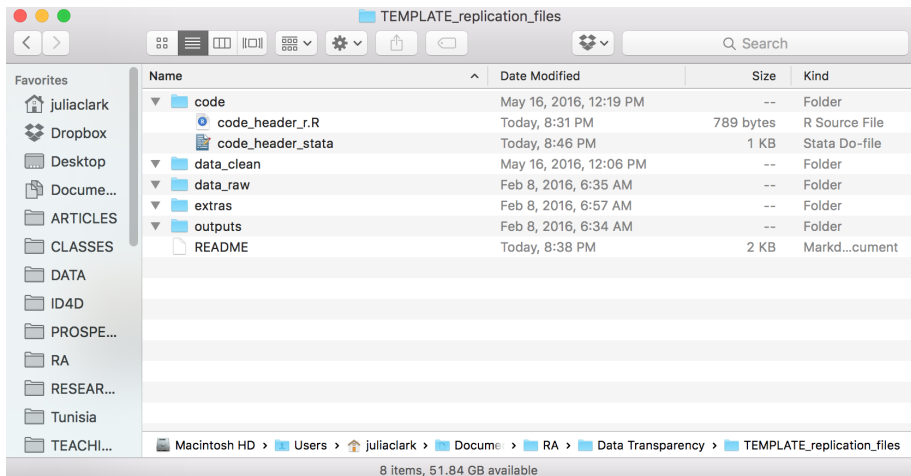 TEMPLATE_replication_files
Search
Favorites
juliaclark
Dropbox
Desktop
Docume...
ARTICLES
CLASSES
DATA
ID4D
PROSPE...
RA
RESEAR...
Tunisia
TEACHI...
Name Date Modified Size Kind
code May 16, 2016, 12:19 PM -- Folder
code_header_r.R Today, 8:31 PM 789 bytes R Source File
code_header_stata Today, 8:46 PM 1 KB Stata Do-file
data_clean May 16, 2016, 12:06 PM -- Folder
data_raw Feb 8, 2016, 6:35 AM -- Folder
extras Feb 8, 2016, 6:57 AM -- Folder
outputs Feb 8, 2016, 6:34 AM -- Folder
README Today, 8:38 PM 2 KB Markd...cument
Macintosh HD › Users › juliaclark › Docume › RA › Data Transparency › TEMPLATE_replication_files
8 items, 51.84 GB available